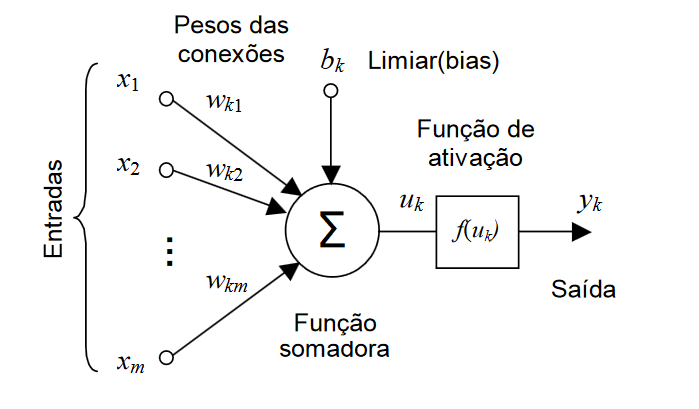 Pesos das
conexões
b_k Limiar(bias)
x_1
w_k1
Função de
ativação
x_2
w_k2
Entradas
u_k
y_k
Σ
f(u_k)
⋮
w_km
Saída
Função
somadora
x_m